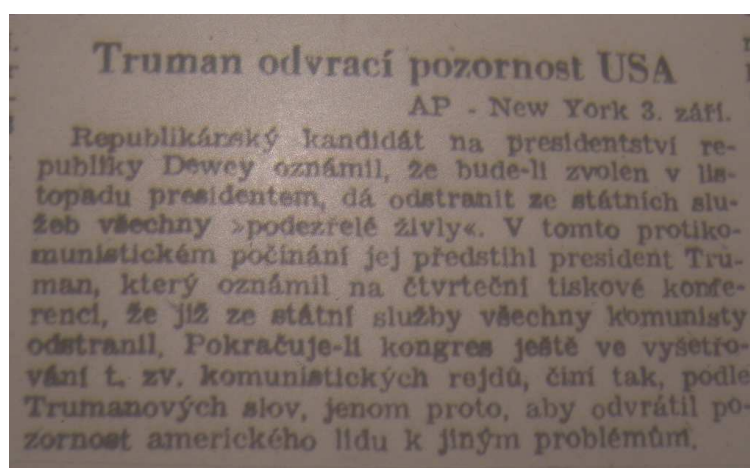 Truman odvrací pozornost USA
AP - New York 3. září.
Republikánský kandidát na presidentství re-
publiky Dewey oznámil, že bude-li zvolen v lis-
topadu presidentem, dá odstranit ze státních slu-
žeb všechny »podezřelé živly«. V tomto protiko-
munistickém počínání jej předstihl president Tru-
man, který oznámil na čtvrteční tiskové konfe-
renci, že již ze státní služby všechny komunisty
odstranil. Pokračuje-li kongres ještě ve vyšetřo-
vání t. zv. komunistických rejdů, činí tak, podle
Trumanových slov, jenom proto, aby odvrátil po-
zornost amerického lidu k jiným problémům.